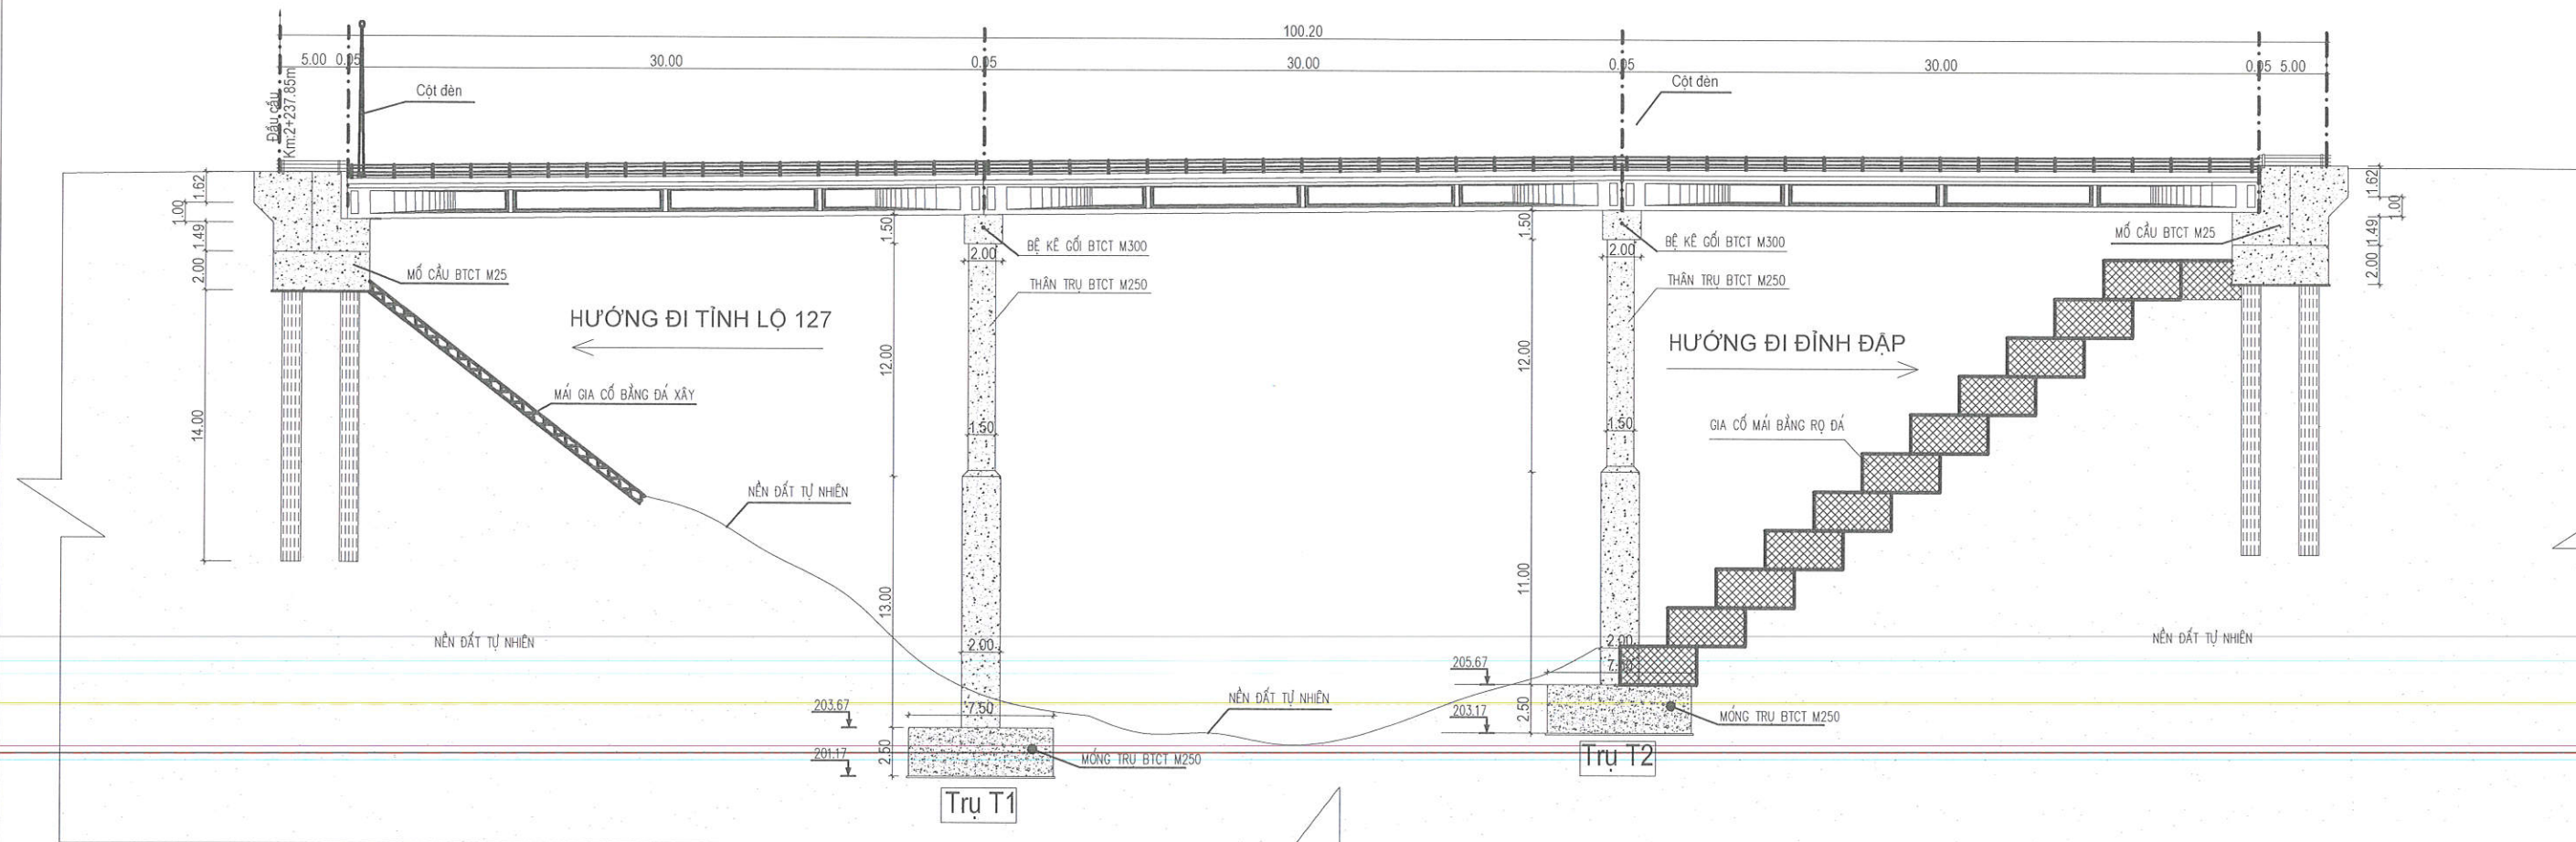 100.20
5.00 0.05 30.00 0.05 30.00 0.05 30.00 0.05 5.00
Đầu cầu
Km:2+237.85m
Cột đèn
Cột đèn
1.62
1.00
1.49
2.00
14.00
MỐ CẦU BTCT M25
HƯỚNG ĐI TỈNH LỘ 127
MÁI GIA CỐ BẰNG ĐÁ XÂY
NỀN ĐẤT TỰ NHIÊN
NỀN ĐẤT TỰ NHIÊN
1.50
12.00
13.00
2.50
2.00
BỆ KÊ GỐI BTCT M300
THÂN TRỤ BTCT M250
1.50
2.00
7.50
203.67
201.17
MÓNG TRỤ BTCT M250
Trụ T1
NỀN ĐẤT TỰ NHIÊN
1.50
12.00
11.00
2.50
2.00
BỆ KÊ GỐI BTCT M300
THÂN TRỤ BTCT M250
HƯỚNG ĐI ĐỈNH ĐẬP
1.50
GIA CỐ MÁI BẰNG RỌ ĐÁ
2.00
205.67
203.17
MÓNG TRỤ BTCT M250
Trụ T2
MỐ CẦU BTCT M25
1.62
1.00
1.49
2.00
NỀN ĐẤT TỰ NHIÊN